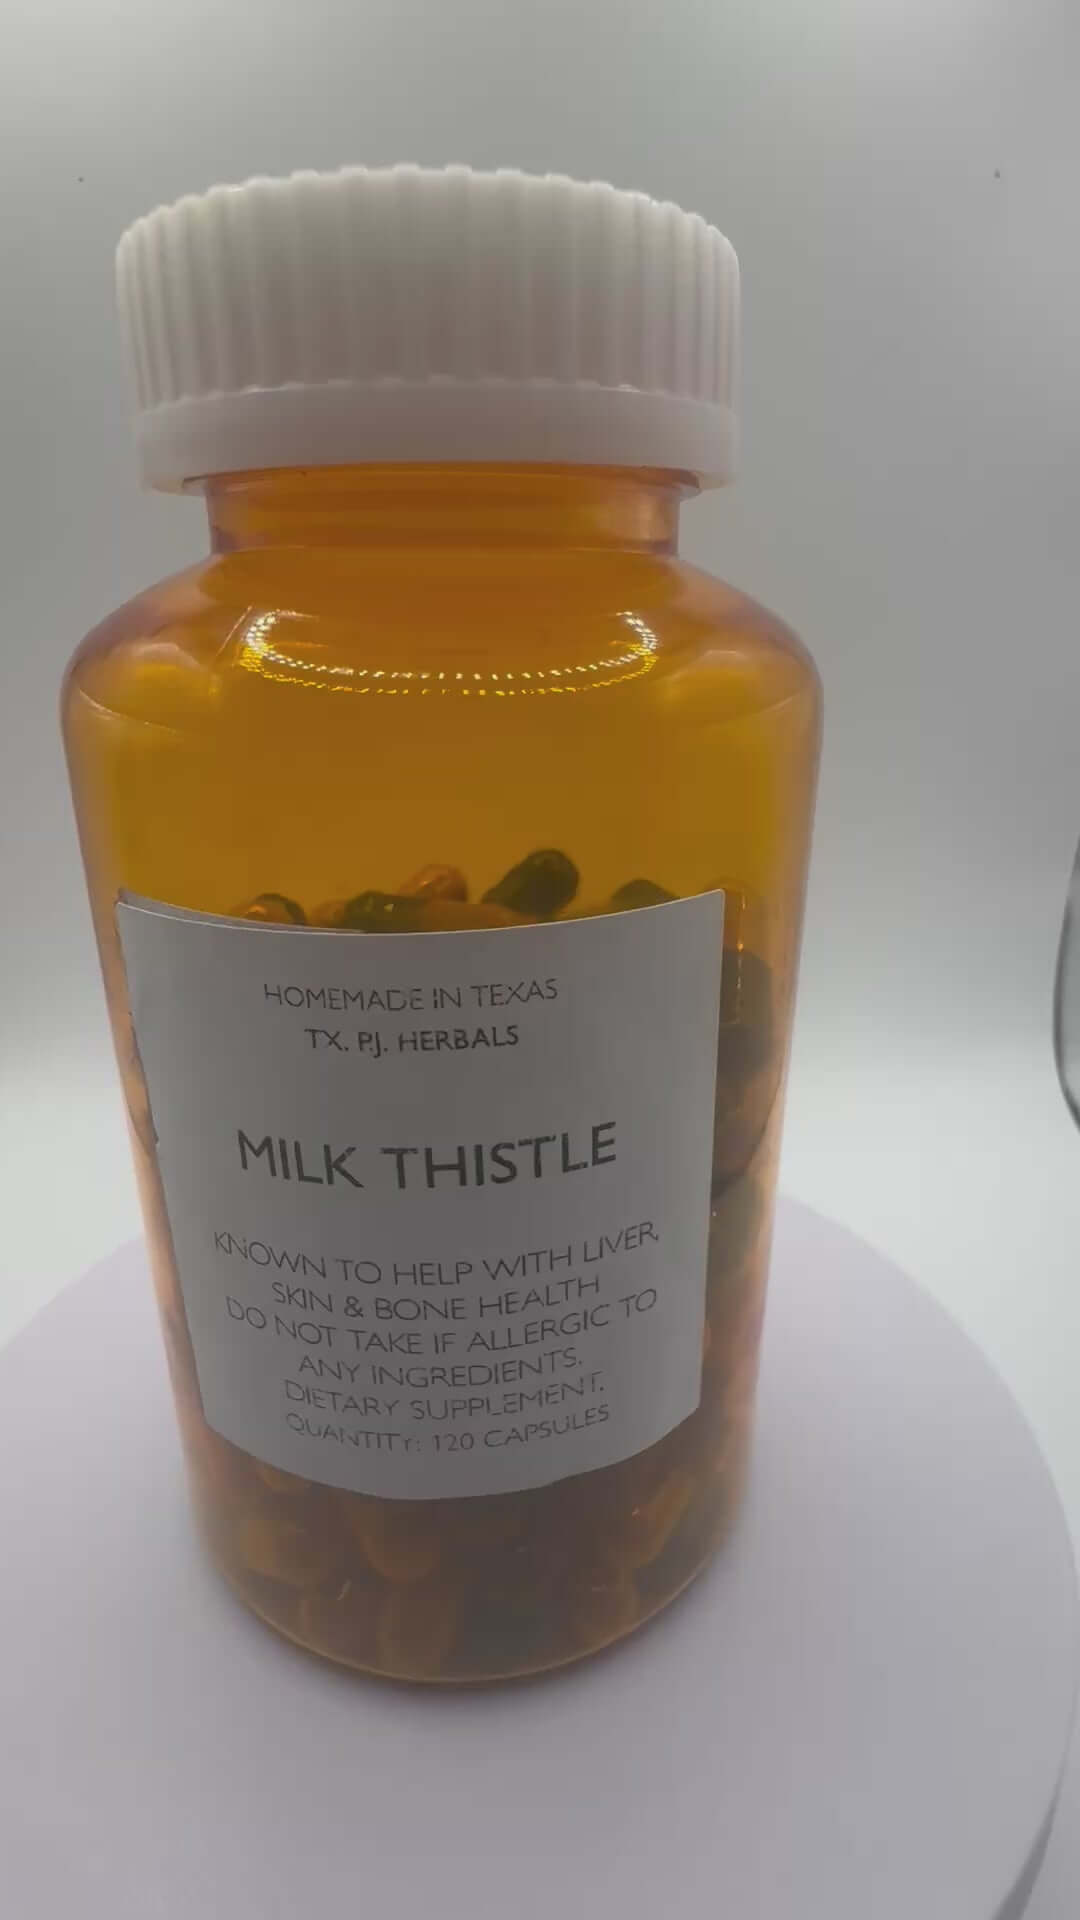 HOMEMADE IN TEXAS
TX. P.J. HERBALS
MILK THISTLE
KNOWN TO HELP WITH LIVER,
SKIN & BONE HEALTH
DO NOT TAKE IF ALLERGIC TO
ANY INGREDIENTS.
DIETARY SUPPLEMENT.
QUANTITY: 120 CAPSULES